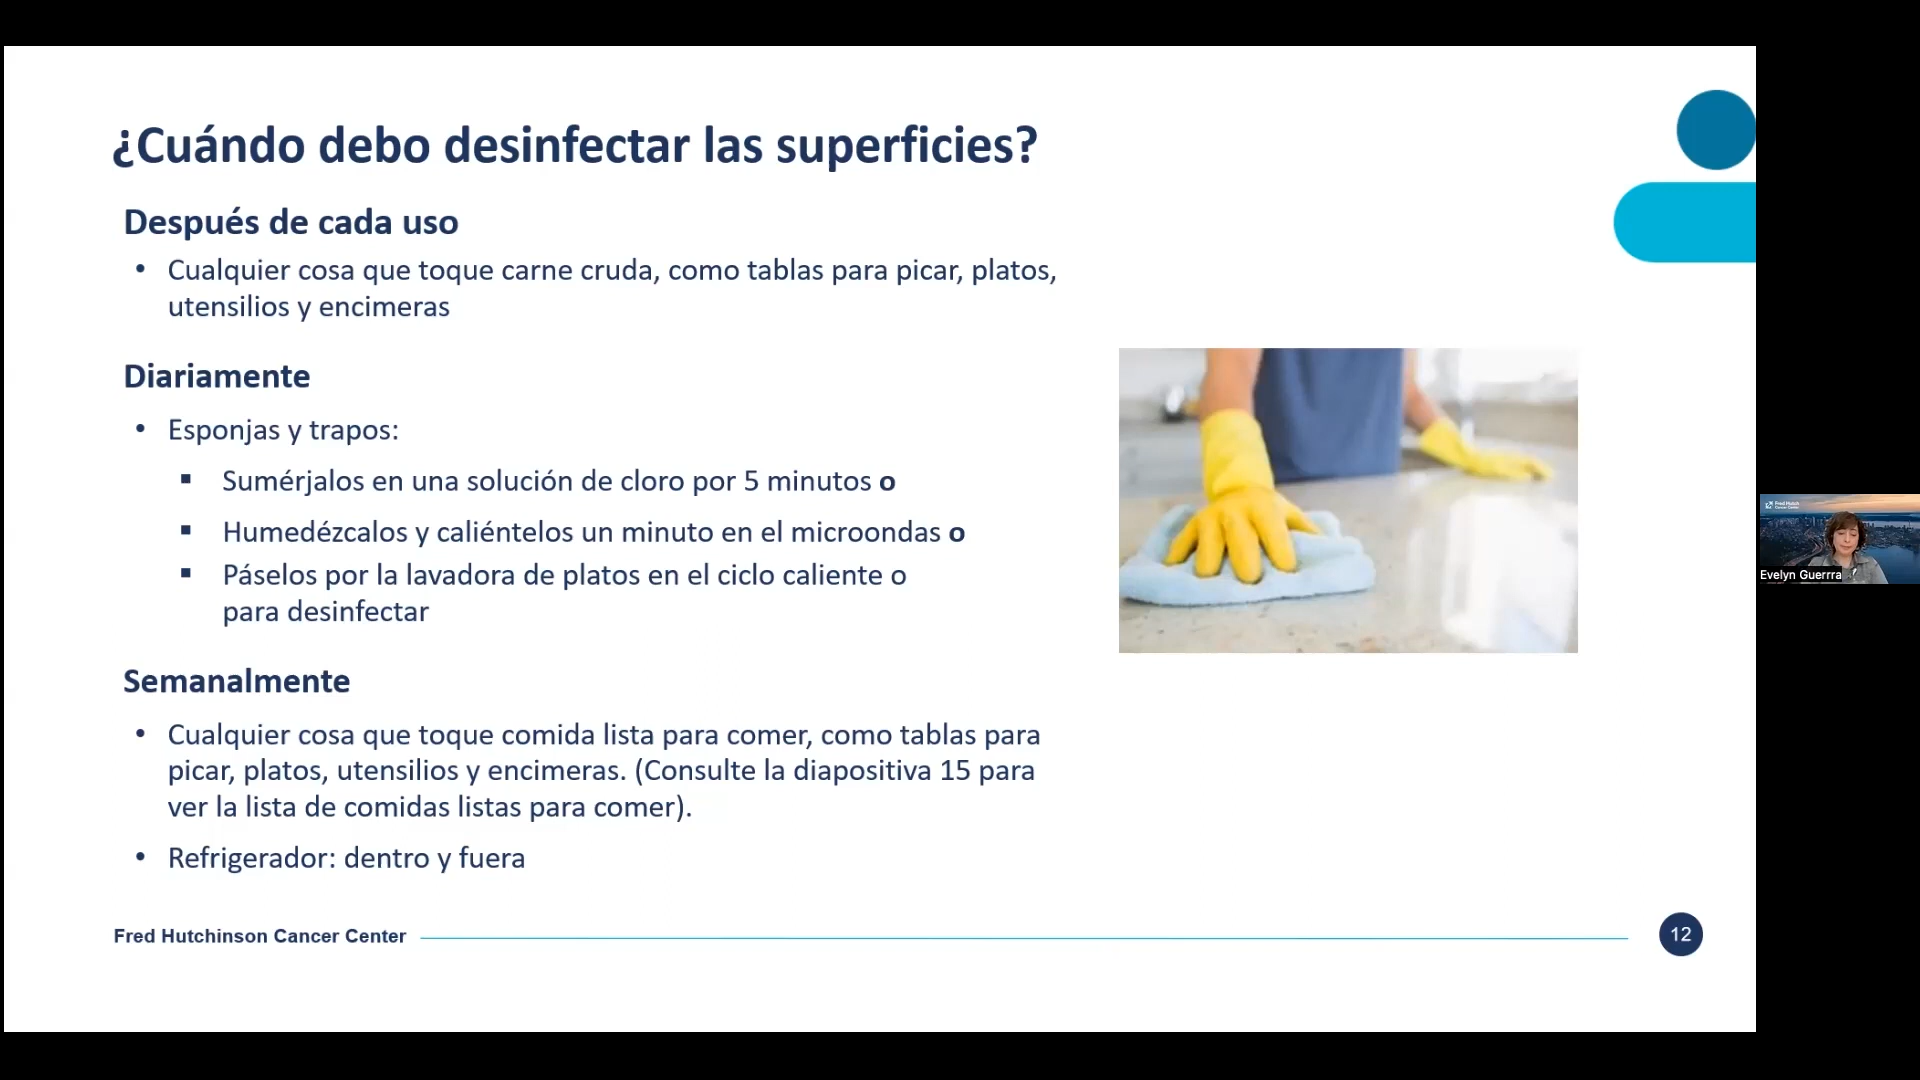 ¿Cuándo debo desinfectar las superficies?
Después de cada uso
• Cualquier cosa que toque carne cruda, como tablas para picar, platos,
utensilios y encimeras
Diariamente
• Esponjas y trapos:
▪ Sumérjalos en una solución de cloro por 5 minutos o
▪ Humedézcalos y caliéntelos un minuto en el microondas o
▪ Páselos por la lavadora de platos en el ciclo caliente o
para desinfectar
Semanalmente
• Cualquier cosa que toque comida lista para comer, como tablas para
picar, platos, utensilios y encimeras. (Consulte la diapositiva 15 para
ver la lista de comidas listas para comer).
• Refrigerador: dentro y fuera
Fred Hutchinson Cancer Center
12
Fred Hutch
Cancer Center
Evelyn Guerrra